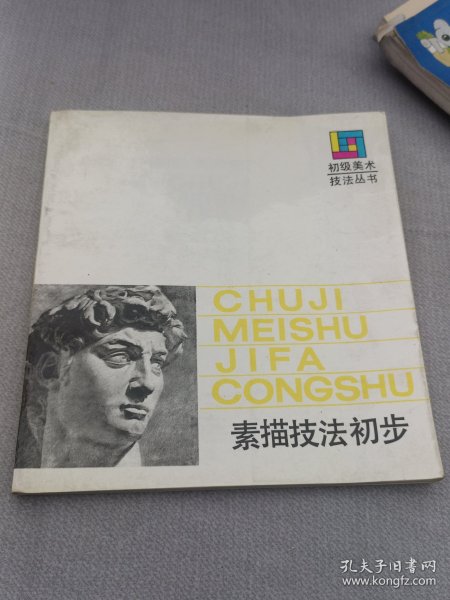 初级美术
技法丛书
CHUJI
MEISHU
JIFA
CONGSHU
素描技法初步
孔夫子旧书网
www.kongfz.com